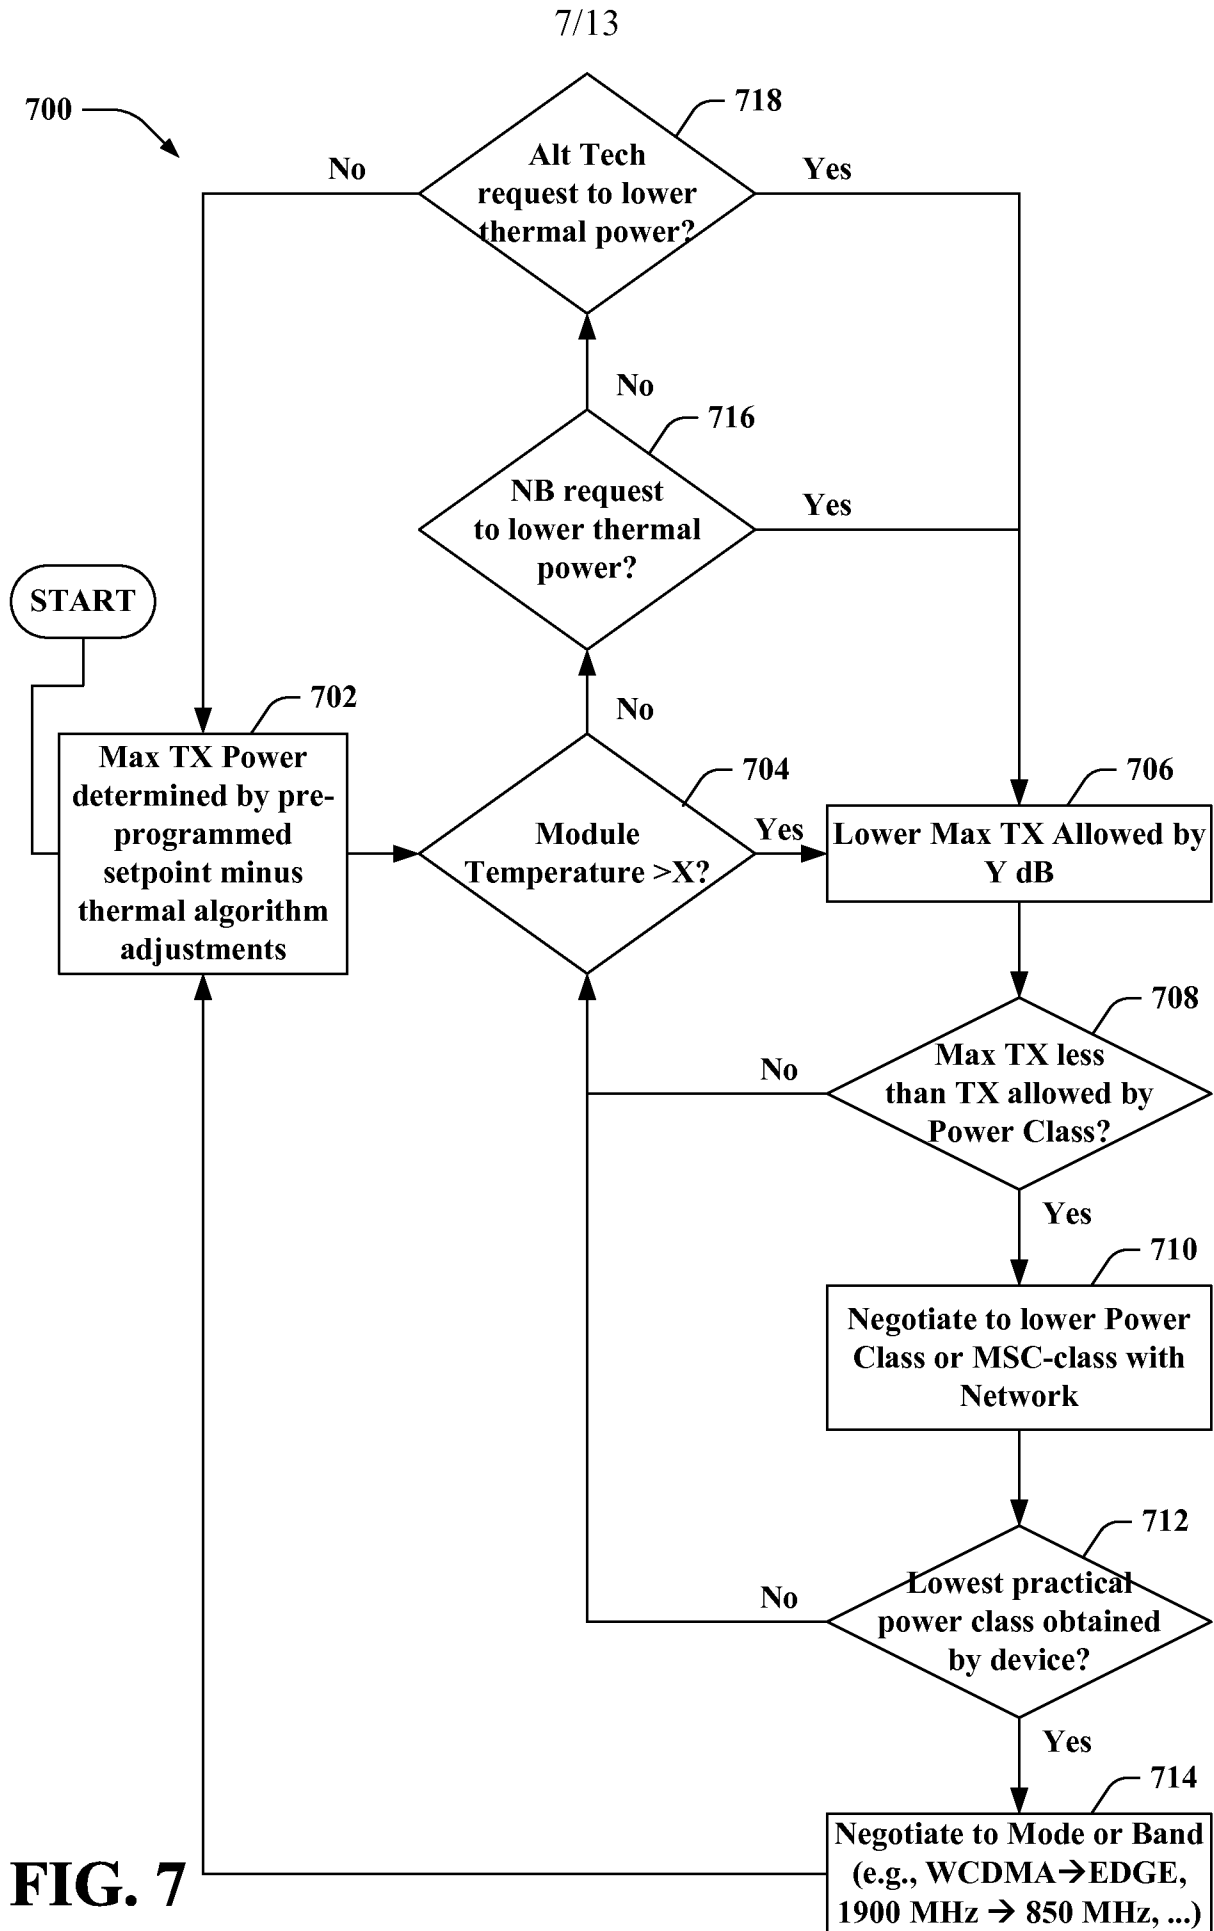 7/13
700
718
Alt Tech
request to lower
thermal power?
No
Yes
No
716
NB request
to lower thermal
power?
Yes
START
No
702
Max TX Power
determined by pre-
programmed
setpoint minus
thermal algorithm
adjustments
704
Module
Temperature >X?
Yes
706
Lower Max TX Allowed by
Y dB
708
Max TX less
than TX allowed by
Power Class?
No
Yes
710
Negotiate to lower Power
Class or MSC-class with
Network
712
Lowest practical
power class obtained
by device?
No
Yes
714
Negotiate to Mode or Band
(e.g., WCDMA→EDGE,
1900 MHz → 850 MHz, ...)
FIG. 7